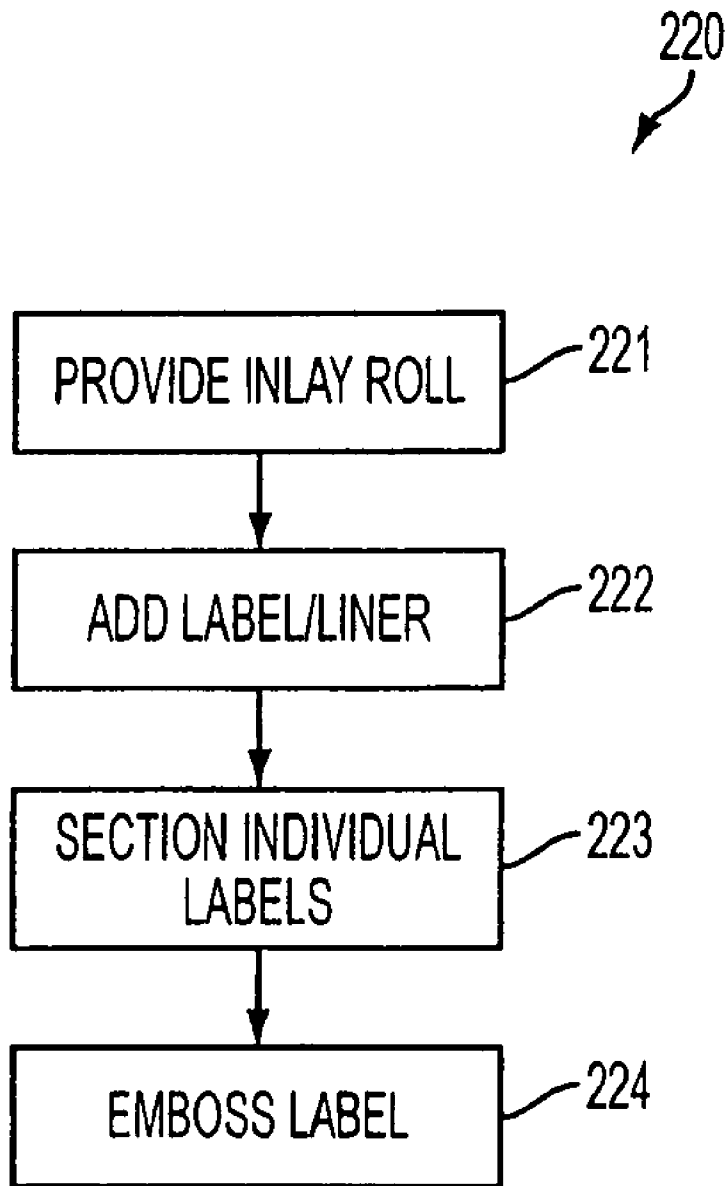 220
PROVIDE INLAY ROLL
221
ADD LABEL/LINER
222
SECTION INDIVIDUAL
LABELS
223
EMBOSS LABEL
224